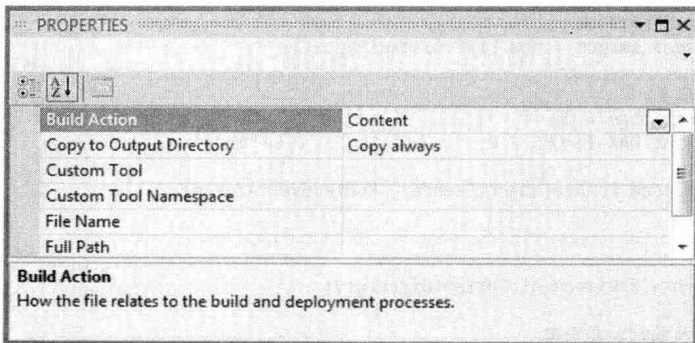 PROPERTIES
Build Action Content
Copy to Output Directory Copy always
Custom Tool
Custom Tool Namespace
File Name
Full Path
Build Action
How the file relates to the build and deployment processes.